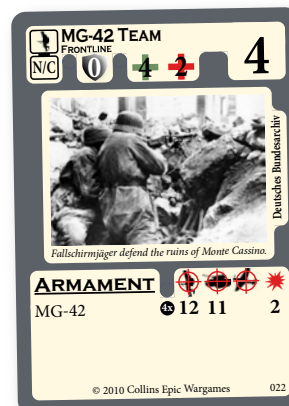 MG-42 TEAM
FRONTLINE
4
N/C
0
4
2
Deutsches Bundesarchiv
Fallschirmjäger defend the ruins of Monte Cassino.
ARMAMENT
MG-42
4x 12 11 2
© 2010 Collins Epic Wargames
022